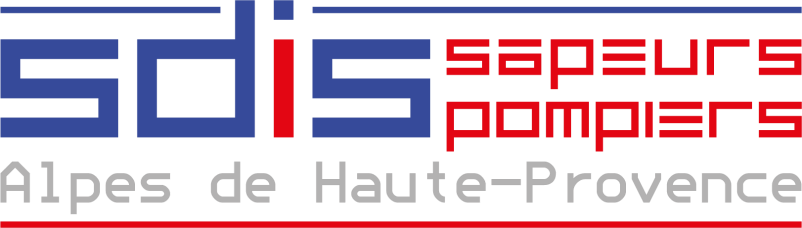 sdis sapeurs
pompiers
Alpes de Haute-Provence